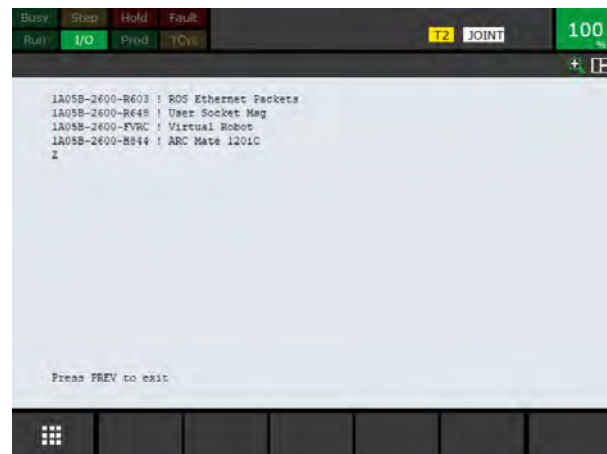 Busy Step Hold Fault
Run I/O Prod TCyc
T2 JOINT
100
%
1A05B-2600-R603 ! ROS Ethernet Packets
1A05B-2600-R648 ! User Socket Msg
1A05B-2600-FVRC ! Virtual Robot
1A05B-2600-H844 ! ARC Mate 120iC
Z
Press PREV to exit